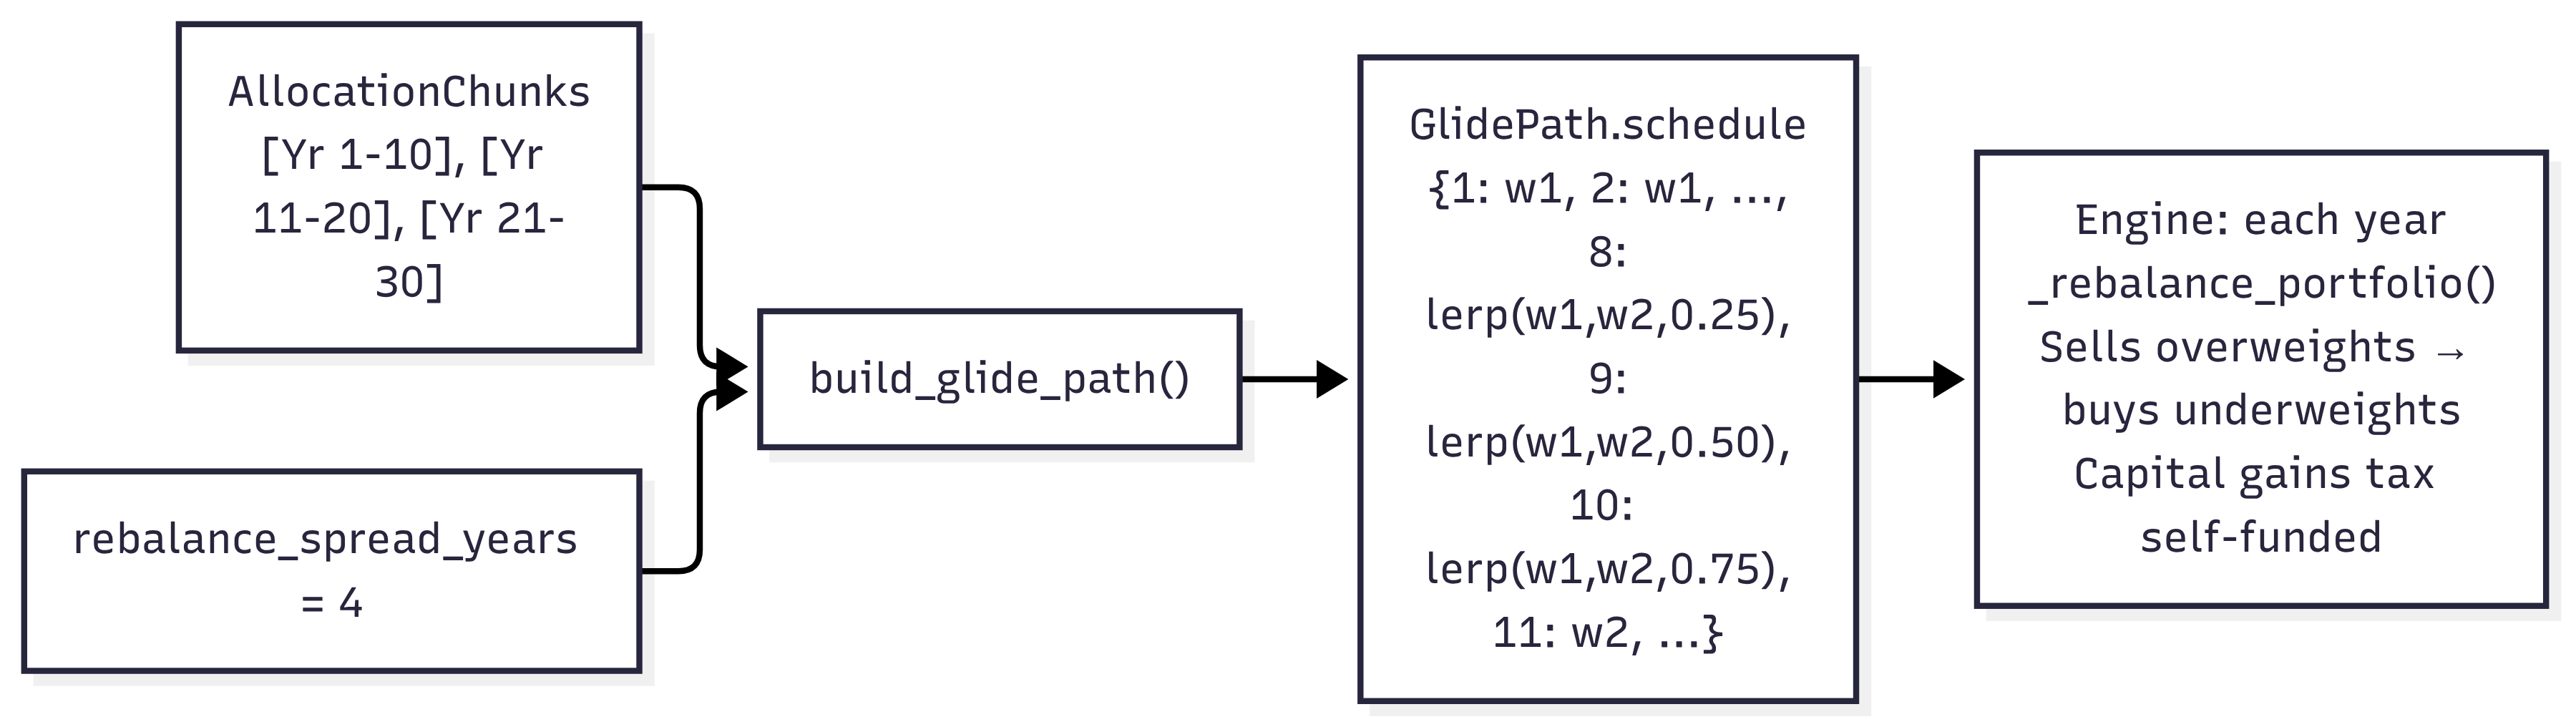 AllocationChunks
[Yr 1-10], [Yr
11-20], [Yr 21-
30]
rebalance_spread_years
= 4
build_glide_path()
GlidePath.schedule
{1: w1, 2: w1, ...,
8:
lerp(w1,w2,0.25),
9:
lerp(w1,w2,0.50),
10:
lerp(w1,w2,0.75),
11: w2, ...}
Engine: each year
_rebalance_portfolio()
Sells overweights →
buys underweights
Capital gains tax
self-funded